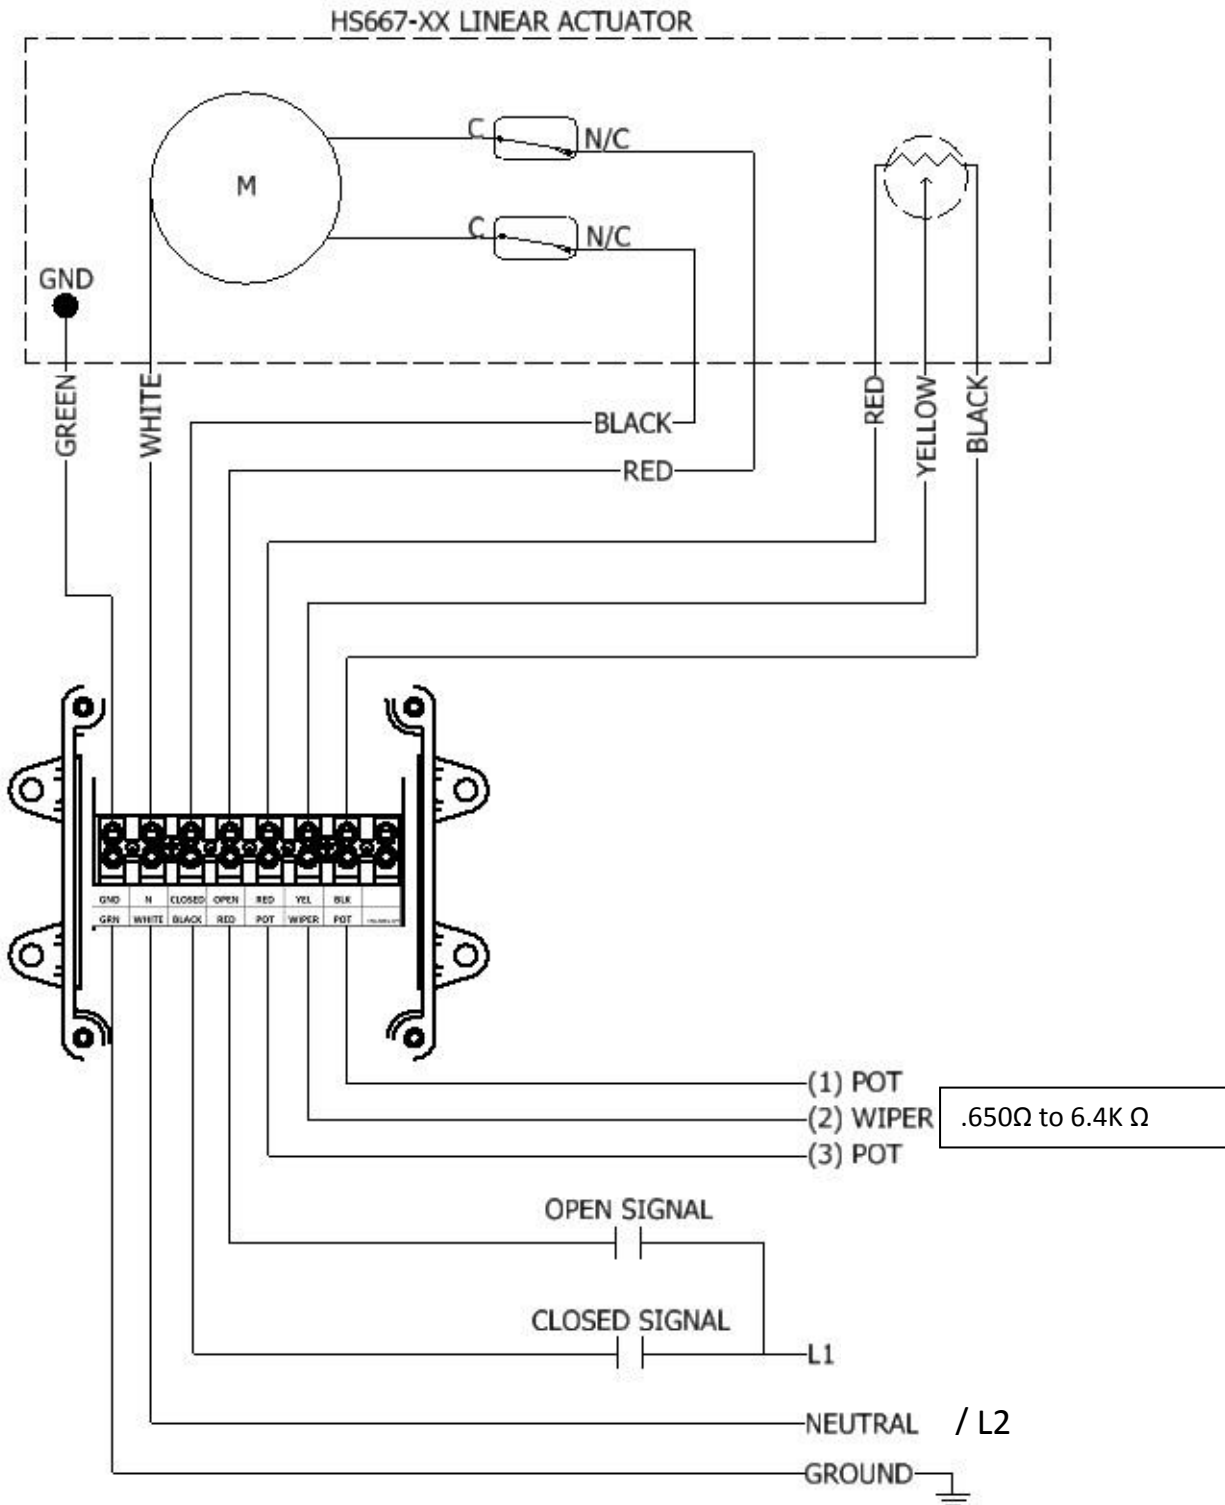 HS667-XX LINEAR ACTUATOR
C
N/C
M
C
N/C
GND
GREEN
WHITE
RED
YELLOW
BLACK
BLACK
RED
GND N CLOSED OPEN RED YEL BLK
GRN WHITE BLACK RED POT WIPER POT
(1) POT
(2) WIPER
.650Ω to 6.4K Ω
(3) POT
OPEN SIGNAL
CLOSED SIGNAL
L1
NEUTRAL / L2
GROUND